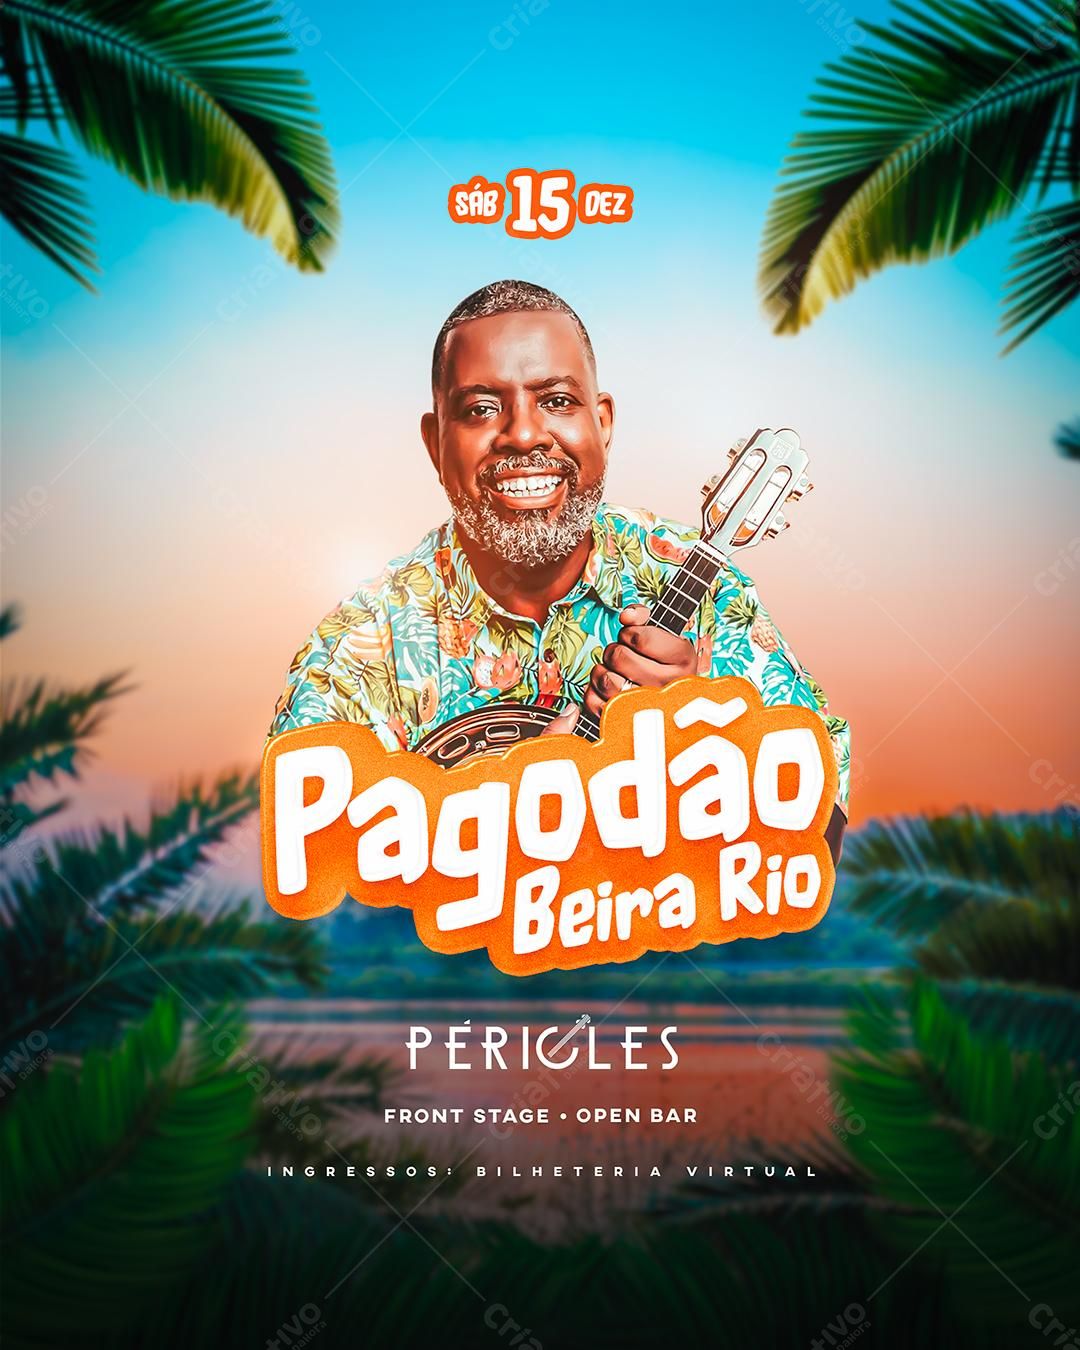 SÁB 15 DEZ
Pagodão
Beira Rio
PÉRICLES
FRONT STAGE • OPEN BAR
INGRESSOS: BILHETERIA VIRTUAL